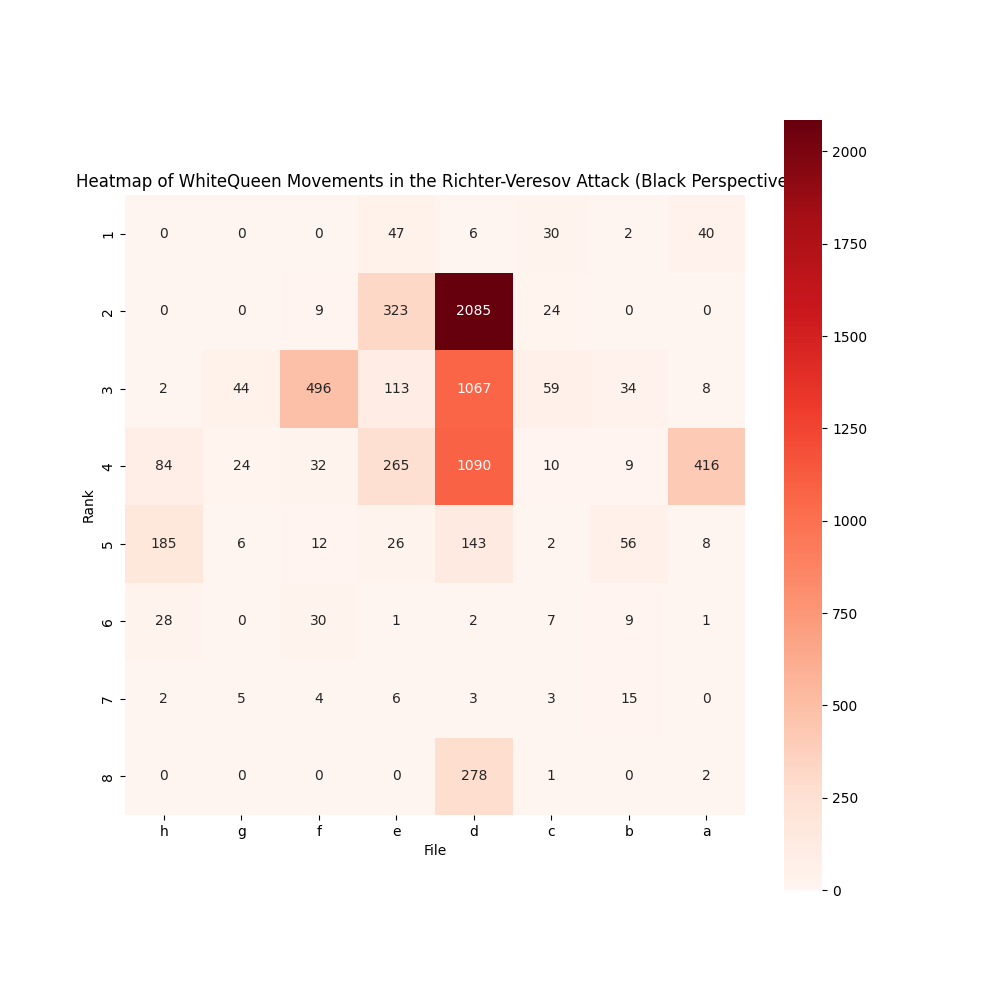 Heatmap of WhiteQueen Movements in the Richter-Veresov Attack (Black Perspective
2000
1750
1500
1250
1000
750
500
250
0
Rank
1 0 0 0 47 6 30 2 40
2 0 0 9 323 2085 24 0 0
3 2 44 496 113 1067 59 34 8
4 84 24 32 265 1090 10 9 416
5 185 6 12 26 143 2 56 8
6 28 0 30 1 2 7 9 1
7 2 5 4 6 3 3 15 0
8 0 0 0 0 278 1 0 2
h g f e d c b a
File